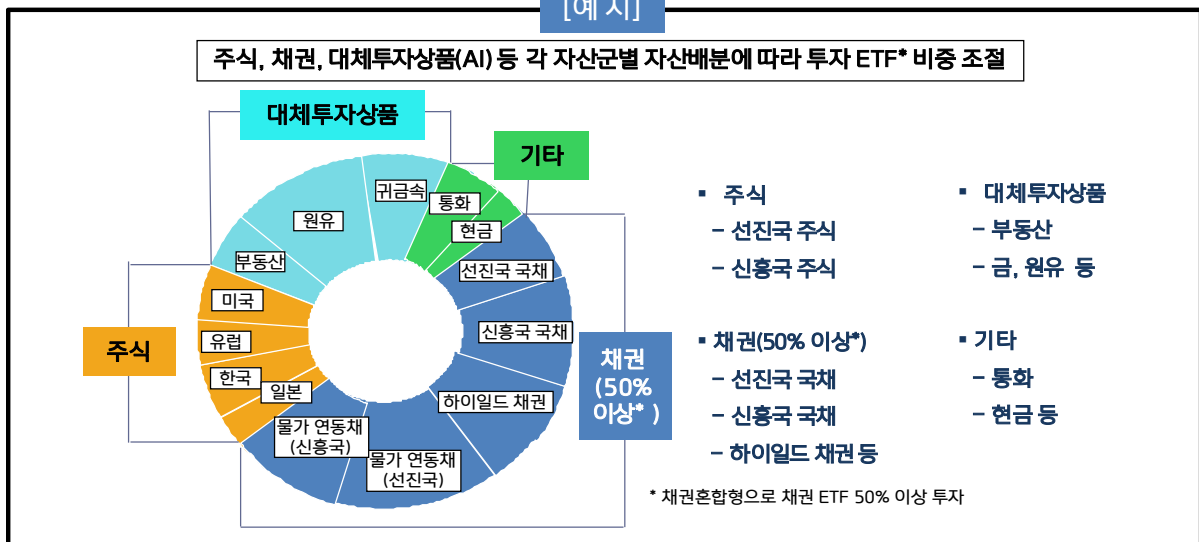 [예 시]
주식, 채권, 대체투자상품(AI) 등 각 자산군별 자산배분에 따라 투자 ETF* 비중 조절
대체투자상품
기타
귀금속
통화
원유
현금
부동산
선진국 국채
미국
신흥국 국채
유럽
주식
한국
일본
하이일드 채권
채권
(50%
이상* )
물가 연동채
(신흥국)
물가 연동채
(선진국)
▪ 주식
– 선진국 주식
– 신흥국 주식
▪ 대체투자상품
– 부동산
– 금, 원유 등
▪ 채권(50% 이상*)
– 선진국 국채
– 신흥국 국채
– 하이일드 채권 등
▪ 기타
– 통화
– 현금 등
* 채권혼합형으로 채권 ETF 50% 이상 투자